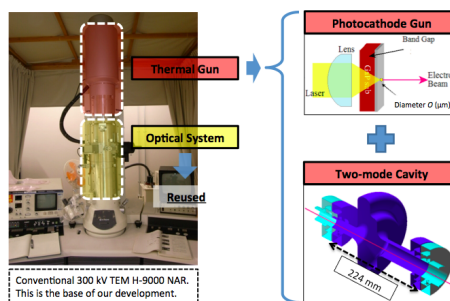 Thermal Gun
Optical System
Reused
Conventional 300 kV TEM H-9000 NAR.
This is the base of our development.
Photocathode Gun
Band Gap
Lens
Laser
Electro
Beam
Diameter O (μm)
Two-mode Cavity
224 mm